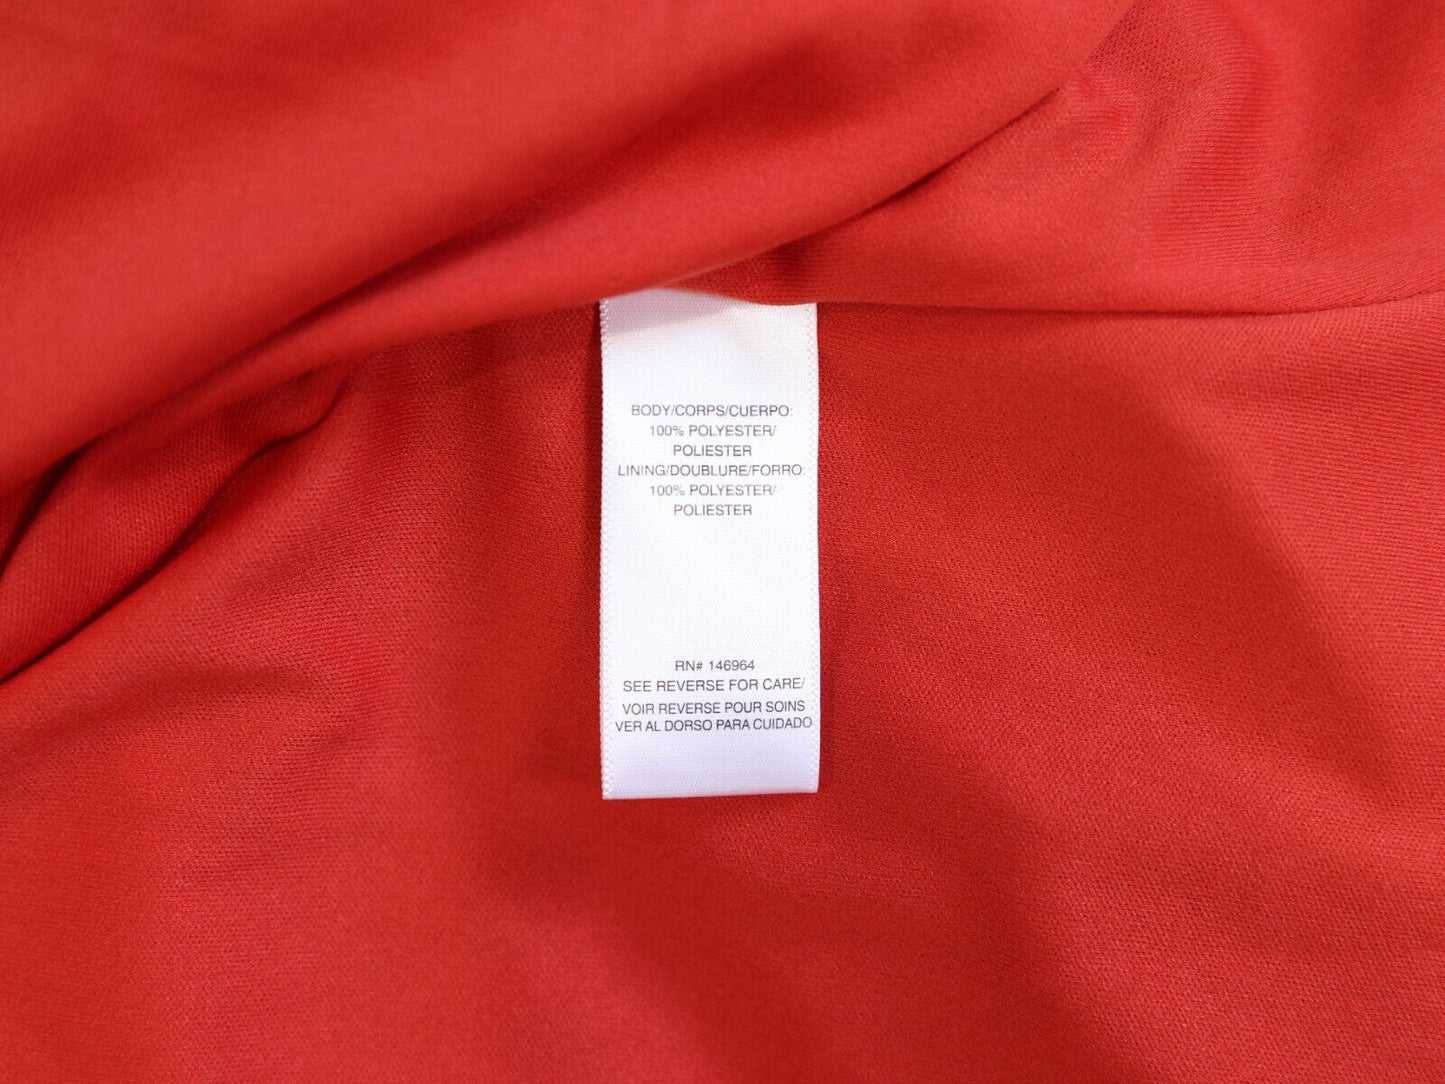 BODY/CORPS/CUERPO:
100% POLYESTER/
POLIESTER
LINING/DOUBLURE/FORRO:
100% POLYESTER/
POLIESTER
RN# 146964
SEE REVERSE FOR CARE/
VOIR REVERSE POUR SOINS
VER AL DORSO PARA CUIDADO